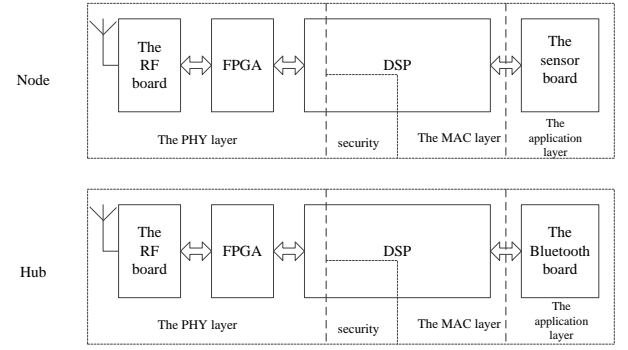 Node
The
RF
board
FPGA
DSP
The
sensor
board
The PHY layer
security
The MAC layer
The
application
layer
Hub
The
RF
board
FPGA
DSP
The
Bluetooth
board
The PHY layer
security
The MAC layer
The
application
layer